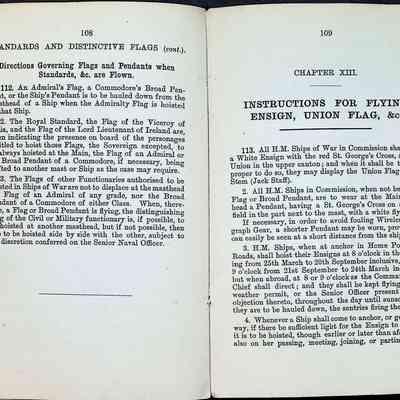 108
ANDARDS AND DISTINCTIVE FLAGS (cont.).
Directions Governing Flags and Pendants when
Standards, &c. are Flown.
112. An Admiral's Flag, a Commodore's Broad Pen-
nt, or the Ship's Pendant is to be hauled down from the
asthead of a Ship when the Admiralty Flag is hoisted
that Ship.
2. The Royal Standard, the Flag of the Viceroy of
is, and the Flag of the Lord Lieutenant of Ireland are,
en indicating the presence on board of the personages
titled to hoist those Flags, the Sovereign excepted, to
always hoisted at the Main, the Flag of an Admiral or
Broad Pendant of a Commodore, if necessary, being
fted to another mast or Ship as the case may require.
3. The Flags of other Functionaries authorised to be
isted in Ships of War are not to displace at the masthead
Flag of an Admiral of any grade, nor the Broad
ndant of a Commodore of either Class. When, there-
e, a Flag or Broad Pendant is flying, the distinguishing
g of the Civil or Military functionary is, if possible, to
hoisted at another masthead, but if not possible, then
to be hoisted side by side with the other, subject to
discretion conferred on the Senior Naval Officer.
109
CHAPTER XIII.
INSTRUCTIONS FOR FLYIN
ENSIGN, UNION FLAG, &c
113. All H.M. Ships of War in Commission sha
a White Ensign with the red St. George's Cross,
Union in the upper canton; and when it shall be t
proper to do so, they may display the Union Flag
Stem (Jack Staff).
2. All H.M. Ships in Commission, when not be
Flag or Broad Pendant, are to wear at the Main
head a Pendant, having a St. George's Cross on
field in the part next to the mast, with a white fly
If necessary, in order to avoid fouling Wirele
graph Gear, a shorter Pendant may be worn, prov
can easily be seen at a short distance from the ship
3. H.M. Ships, when at anchor in Home Po
Roads, shall hoist their Ensigns at 8 o'clock in th
ing from 25th March to 20th September inclusive,
9 o'clock from 21st September to 24th March in
but when abroad, at 8 or 9 o'clock as the Comma
Chief shall direct; and they shall be kept flying
weather permit, or the Senior Officer present
objection thereto, throughout the day until sunse
they are to be hauled down, the sentries firing the
4. Whenever a Ship shall come to anchor, or g
way, if there be sufficient light for the Ensign to
it is to be hoisted, though earlier or later than af
also on her passing, meeting, joining, or partin